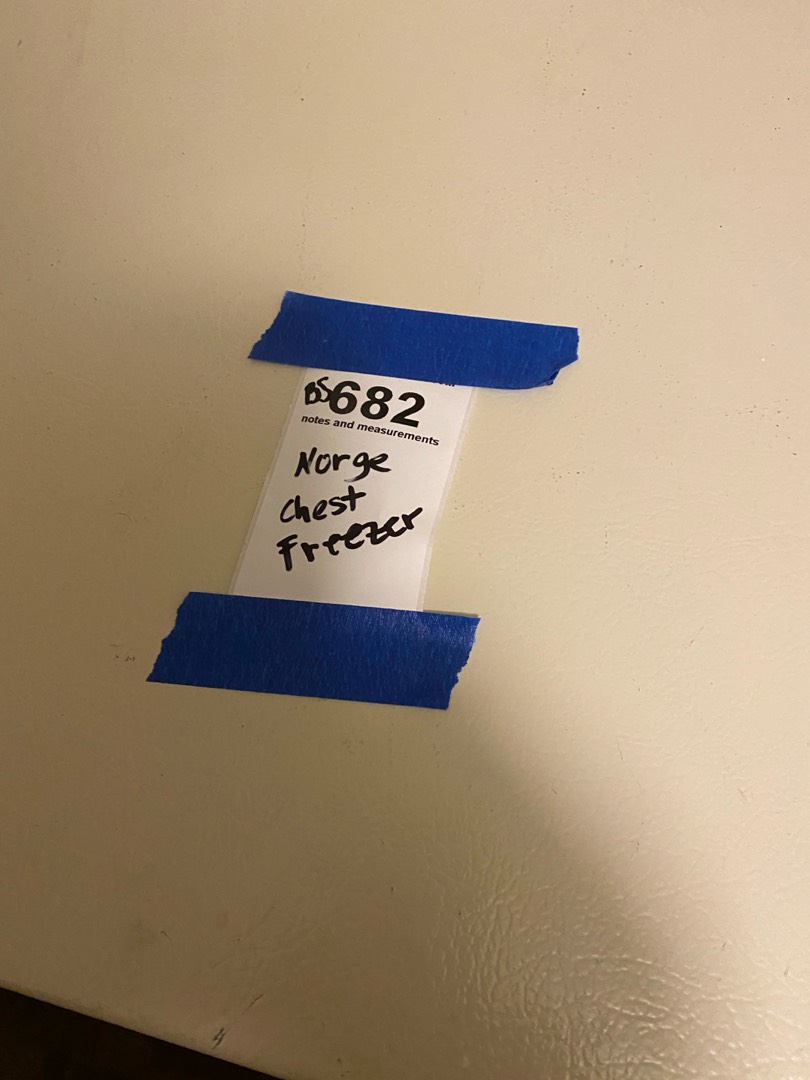 BS682
notes and measurements
Norge
Chest
Freezer